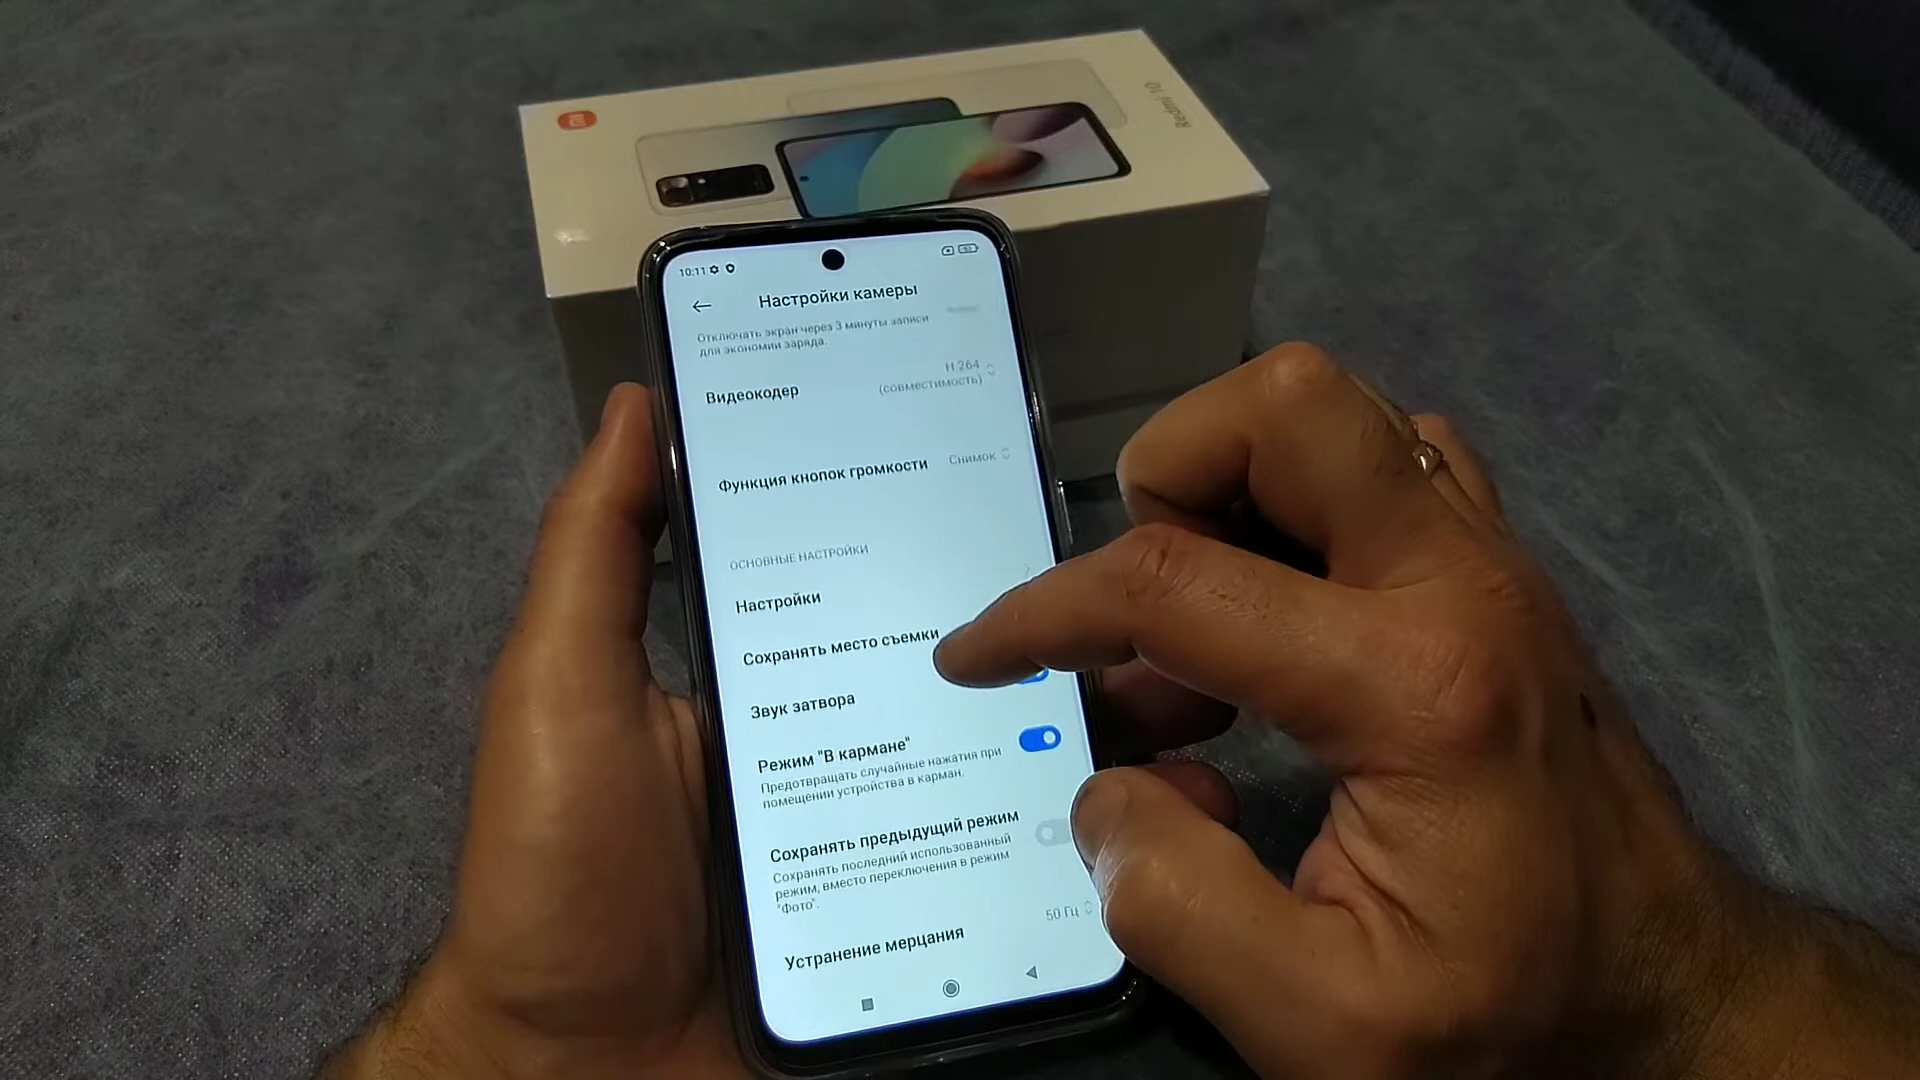 Redmi 10
10:11
Настройки камеры
Отключать экран через 3 минуты записи
для экономии заряда.
Видеокодер
H.264
(совместимость)
Функция кнопок громкости
Снимок
ОСНОВНЫЕ НАСТРОЙКИ
Настройки
Сохранять место съемки
Звук затвора
Режим "В кармане"
Предотвращать случайные нажатия при
помещении устройства в карман.
Сохранять предыдущий режим
Сохранять последний использованный
режим, вместо переключения в режим
"Фото".
Устранение мерцания
50 Гц